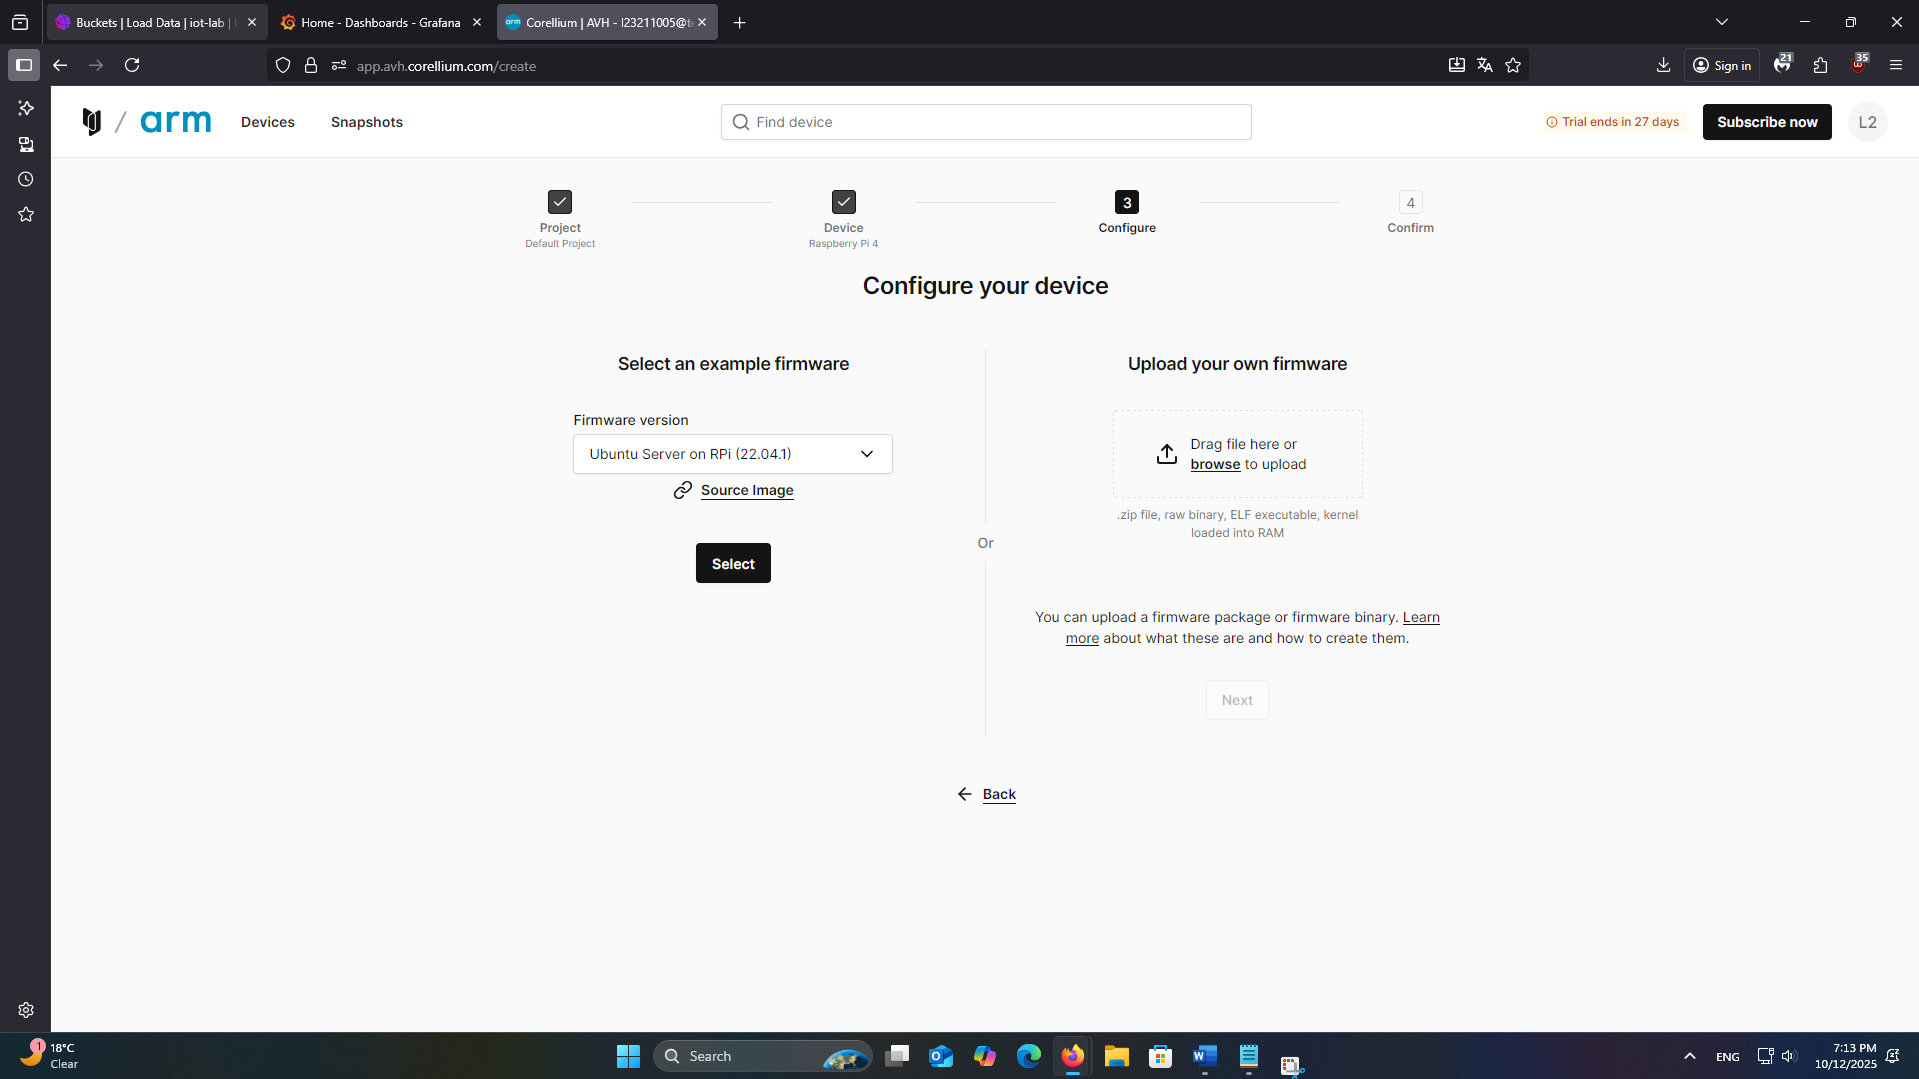 Buckets | Load Data | iot-lab |
Home - Dashboards - Grafana
Corellium | AVH - l23211005@t
app.avh.corellium.com/create
Sign in
21
35
arm
Devices
Snapshots
Find device
Trial ends in 27 days
Subscribe now
L2
Project
Default Project
Device
Raspberry Pi 4
3
Configure
4
Confirm
Configure your device
Select an example firmware
Firmware version
Ubuntu Server on RPi (22.04.1)
Source Image
Select
Or
Upload your own firmware
Drag file here or
browse to upload
.zip file, raw binary, ELF executable, kernel
loaded into RAM
You can upload a firmware package or firmware binary. Learn
more about what these are and how to create them.
Next
Back
1
18°C
Clear
Search
ENG
7:13 PM
10/12/2025